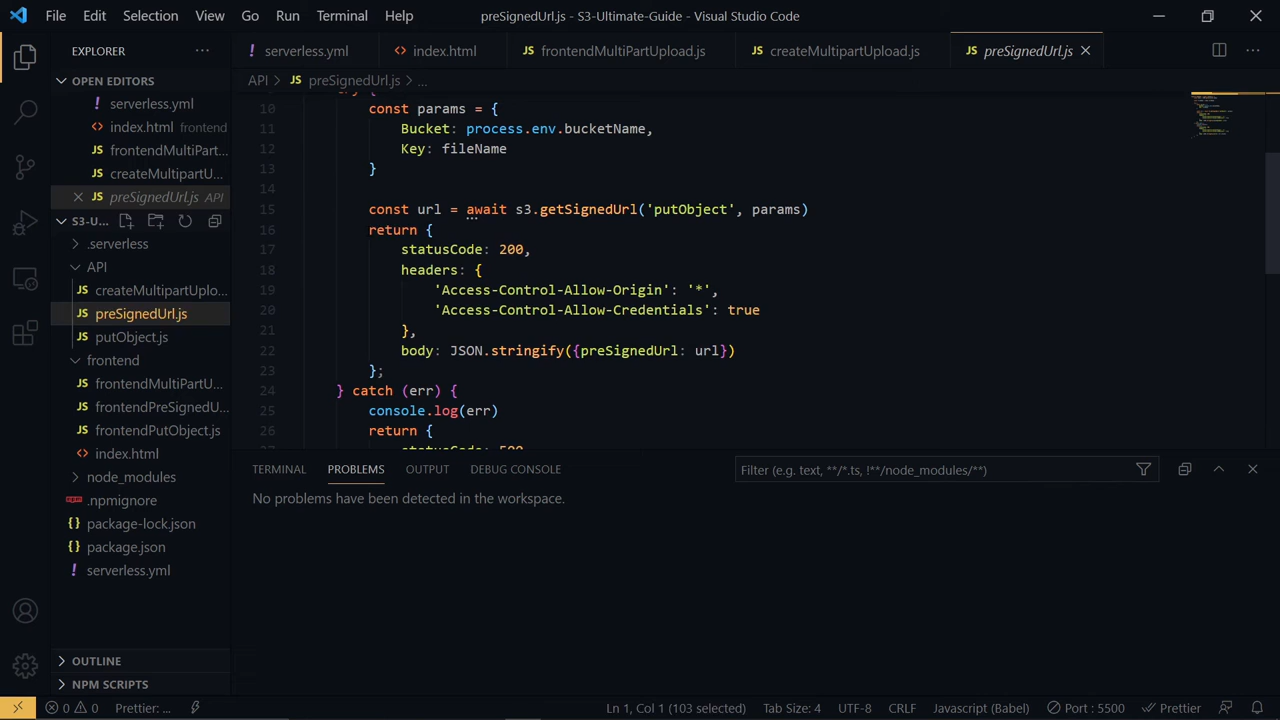 File Edit Selection View Go Run Terminal Help
preSignedUrl.js - S3-Ultimate-Guide - Visual Studio Code
EXPLORER
OPEN EDITORS
serverless.yml
index.html frontend
frontendMultiPart...
createMultipartU...
preSignedUrl.js API
S3-U...
.serverless
API
createMultipartUplo...
preSignedUrl.js
putObject.js
frontend
frontendMultiPartU...
frontendPreSignedU...
frontendPutObject.js
index.html
node_modules
.npmignore
package-lock.json
package.json
serverless.yml
OUTLINE
NPM SCRIPTS
serverless.yml index.html frontendMultiPartUpload.js createMultipartUpload.js preSignedUrl.js
API > JS preSignedUrl.js > ...
10 const params = {
11 Bucket: process.env.bucketName,
12 Key: fileName
13 }
14
15 const url = await s3.getSignedUrl('putObject', params)
16 return {
17 statusCode: 200,
18 headers: {
19 'Access-Control-Allow-Origin': '*',
20 'Access-Control-Allow-Credentials': true
21 },
22 body: JSON.stringify({preSignedUrl: url})
23 };
24 } catch (err) {
25 console.log(err)
26 return {
TERMINAL PROBLEMS OUTPUT DEBUG CONSOLE
Filter (e.g. text, **/*.ts, !**/node_modules/**)
No problems have been detected in the workspace.
0 0 Prettier: ... Ln 1, Col 1 (103 selected) Tab Size: 4 UTF-8 CRLF Javascript (Babel) Port : 5500 Prettier